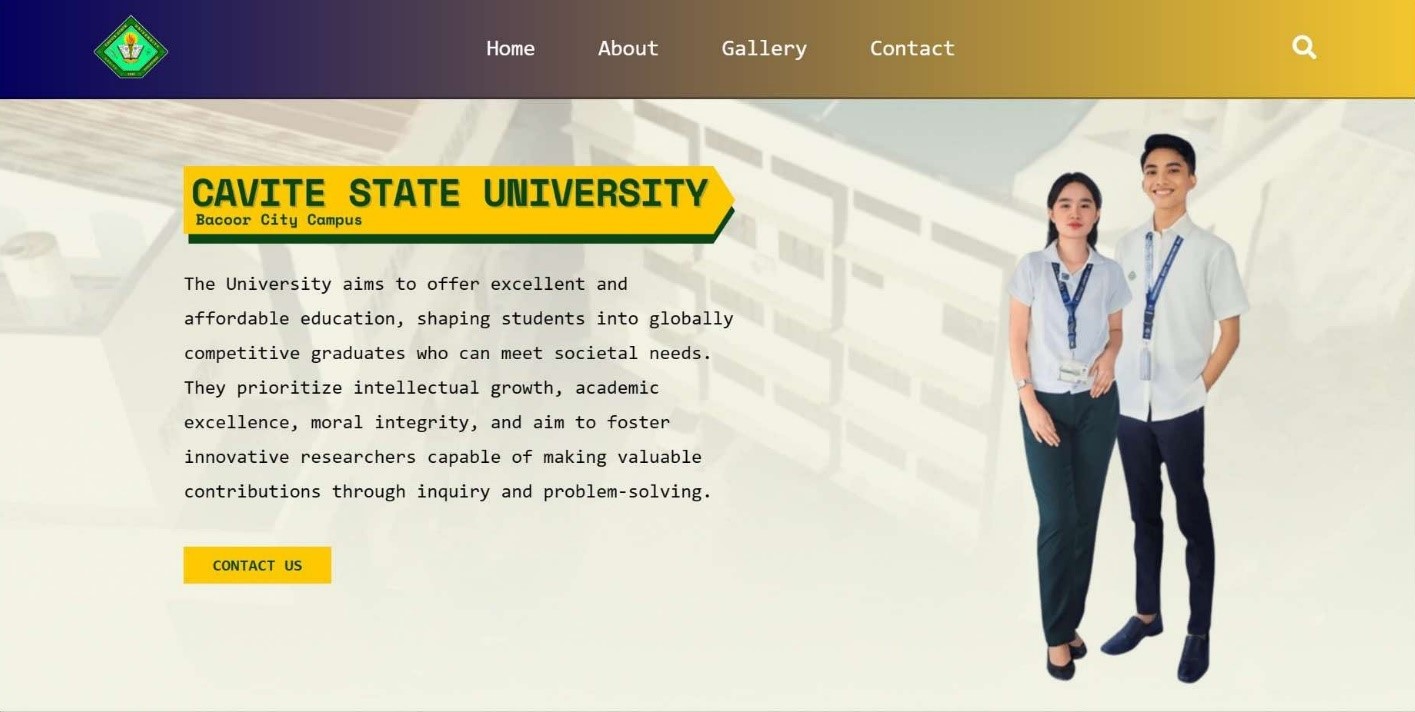 Home About Gallery Contact
CAVITE STATE UNIVERSITY
Bacoor City Campus
The University aims to offer excellent and
affordable education, shaping students into globally
competitive graduates who can meet societal needs.
They prioritize intellectual growth, academic
excellence, moral integrity, and aim to foster
innovative researchers capable of making valuable
contributions through inquiry and problem-solving.
CONTACT US